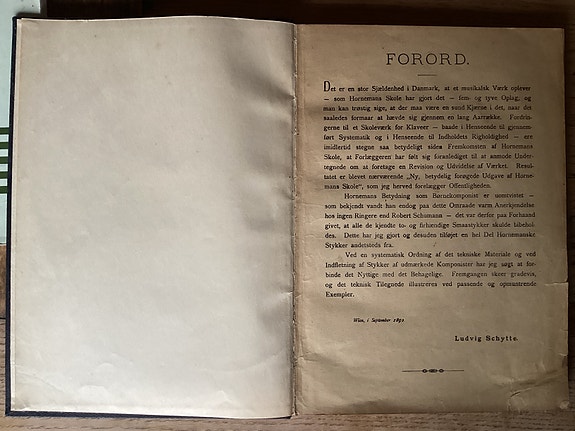 FORORD.
Det er en stor Sjældenhed i Danmark, at et musikalsk Værk oplever
— som Hornemans Skole har gjort det — fem- og tyve Oplag, og
man kan trøstig sige, at der maa være en sund Kjærne i det, naar det
saaledes formaar at hævde sig gjennem en lang Aarrække. Fordrin-
gerne til et Skoleværk for Klaveer — baade i Henseende til gjennem-
ført Systematik og i Henseende til Indholdets Righoldighed — ere
imidlertid stegne saa betydeligt siden Fremkomsten af Hornemans
Skole, at Forlæggeren har følt sig foranlediget til at anmode Under-
tegnede om at foretage en Revision og Udvidelse af Værket. Resul-
tatet er blevet nærværende „Ny, betydelig forøgede Udgave af Horne-
mans Skole“, som jeg herved forelægger Offentligheden.
Hornemans Betydning som Børnekomponist er uomtvistet —
som bekjendt vandt han endog paa dette Omraade varm Anerkjendelse
hos ingen Ringere end Robert Schumann — det var derfor paa Forhaand
givet, at alle de kjendte to- og firhændige Smaastykker skulde beholdes. Dette har jeg gjort og desuden tilføjet en hel Del Hornemanske
Stykker andetsteds fra.
Ved en systematisk Ordning af det tekniske Materiale og ved
Indfletning af Stykker af udmærkede Komponister har jeg søgt at for-
binde det Nyttige med det Behagelige. Fremgangen skeer gradevis,
og det teknisk Tilegnede illustreres ved passende og opmuntrende
Exempler.
Wien, i September 1891
Ludvig Schytte.